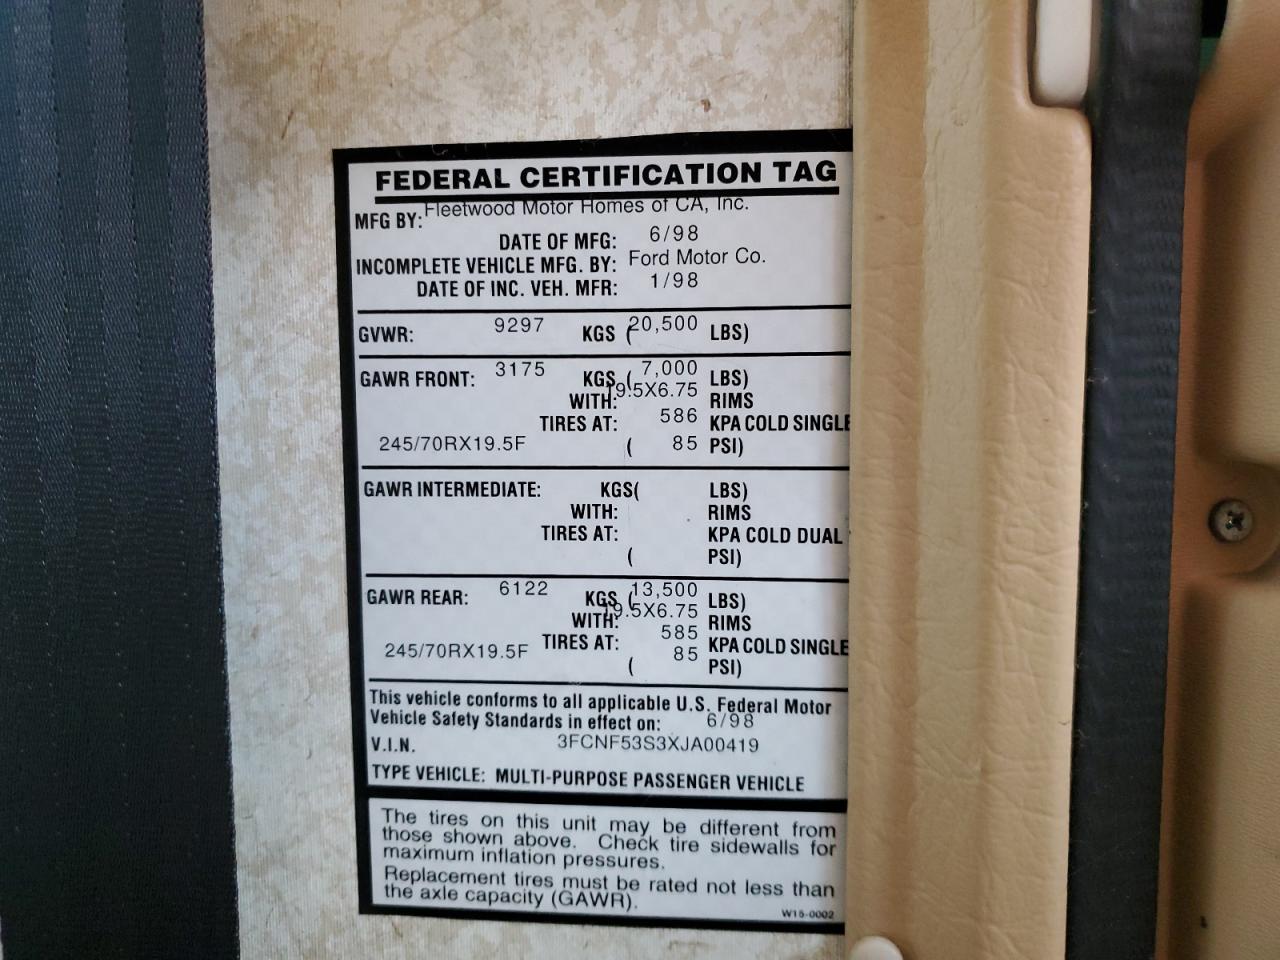 FEDERAL CERTIFICATION TAG
MFG BY: Fleetwood Motor Homes of CA, Inc.
DATE OF MFG: 6/98
INCOMPLETE VEHICLE MFG. BY: Ford Motor Co.
DATE OF INC. VEH. MFR: 1/98
GVWR: 9297 KGS (20,500 LBS)
GAWR FRONT: 3175 KGS ( 7,000 LBS)
WITH: 19.5X6.75 RIMS
TIRES AT: 586 KPA COLD SINGLE
245/70RX19.5F ( 85 PSI)
GAWR INTERMEDIATE: KGS( LBS)
WITH: RIMS
TIRES AT: KPA COLD DUAL
( PSI)
GAWR REAR: 6122 KGS (13,500 LBS)
WITH: 19.5X6.75 RIMS
TIRES AT: 585 KPA COLD SINGLE
245/70RX19.5F ( 85 PSI)
This vehicle conforms to all applicable U.S. Federal Motor
Vehicle Safety Standards in effect on: 6/98
V.I.N. 3FCNF53S3XJA00419
TYPE VEHICLE: MULTI-PURPOSE PASSENGER VEHICLE
The tires on this unit may be different from
those shown above. Check tire sidewalls for
maximum inflation pressures.
Replacement tires must be rated not less than
the axle capacity (GAWR).
W15-0002